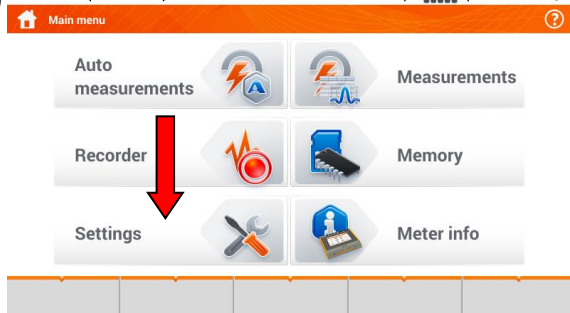 Main menu
?
Auto
measurements
A
Measurements
Recorder
Memory
Settings
Meter info